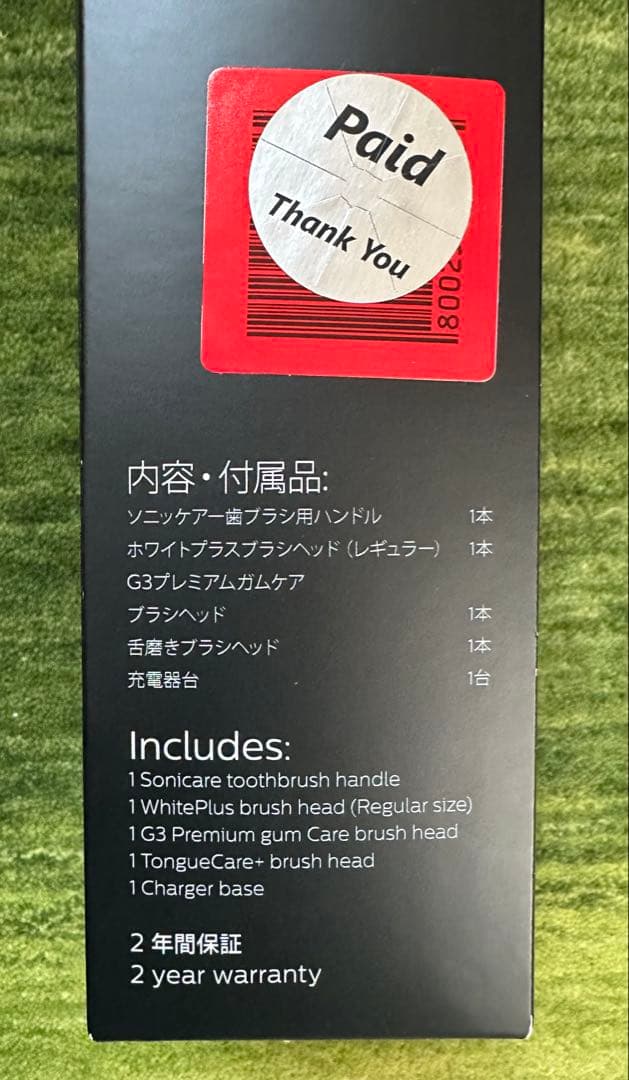 Paid
Thank You
8002
内容・付属品:
ソニッケアー歯ブラシ用ハンドル 1本
ホワイトプラスブラシヘッド（レギュラー） 1本
G3プレミアムガムケア
ブラシヘッド 1本
舌磨きブラシヘッド 1本
充電器台 1台
Includes:
1 Sonicare toothbrush handle
1 WhitePlus brush head (Regular size)
1 G3 Premium gum Care brush head
1 TongueCare+ brush head
1 Charger base
2 年間保証
2 year warranty